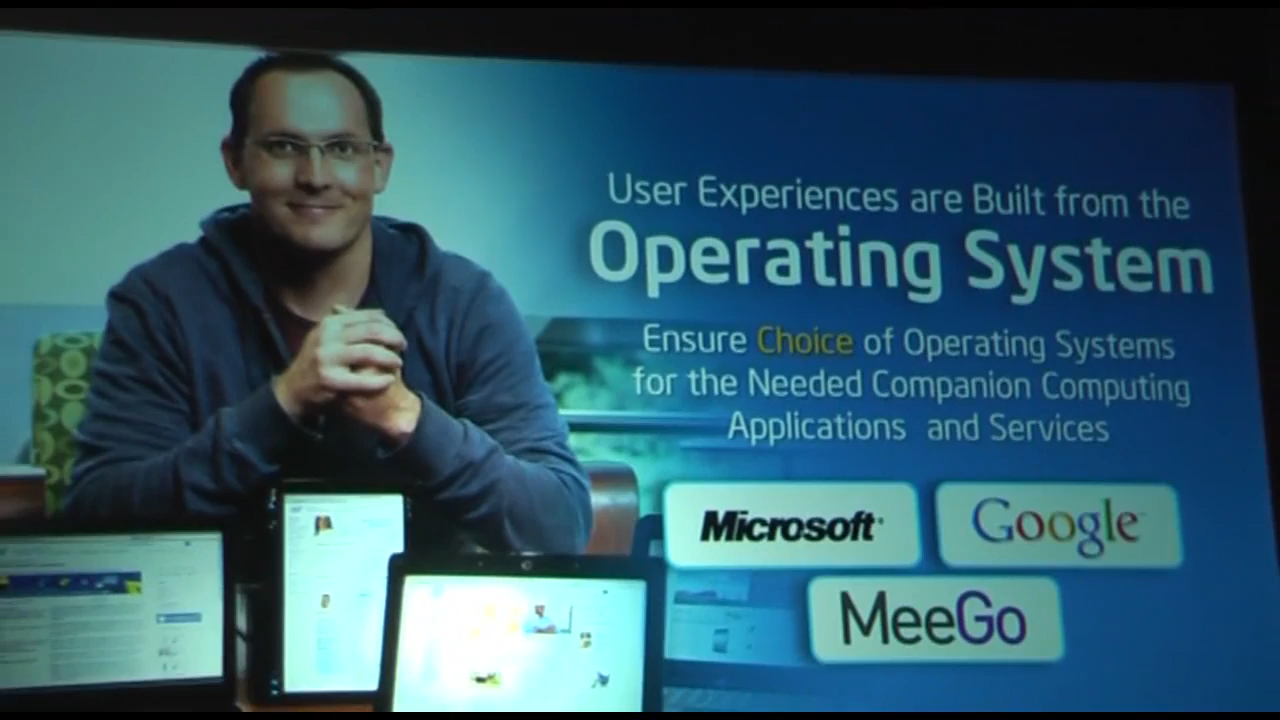 User Experiences are Built from the
Operating System
Ensure Choice of Operating Systems
for the Needed Companion Computing
Applications and Services
Microsoft
Google
MeeGo